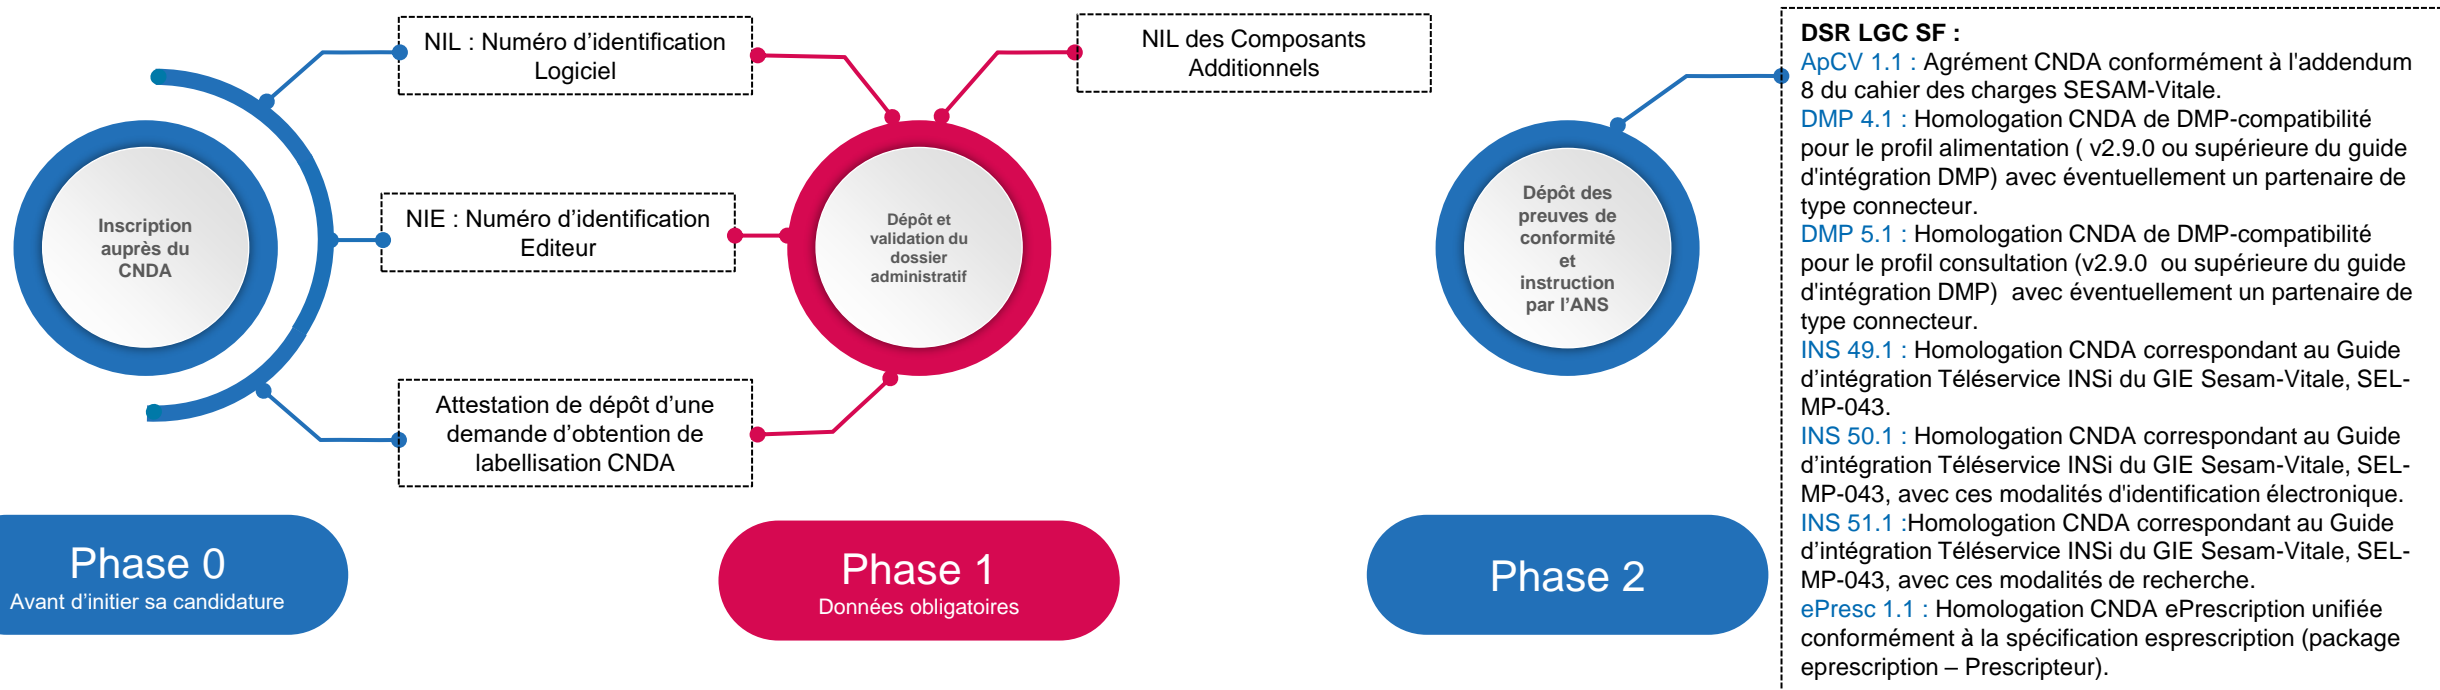 Inscription
auprès du
CNDA
NIL : Numéro d’identification
Logiciel
NIE : Numéro d’identification
Editeur
Attestation de dépôt d’une
demande d’obtention de
labellisation CNDA
Phase 0
Avant d’initier sa candidature
Dépôt et
validation du
dossier
administratif
NIL des Composants
Additionnels
Phase 1
Données obligatoires
Dépôt des
preuves de
conformité
et
instruction
par l’ANS
Phase 2
DSR LGC SF :
ApCV 1.1 : Agrément CNDA conformément à l'addendum
8 du cahier des charges SESAM-Vitale.
DMP 4.1 : Homologation CNDA de DMP-compatibilité
pour le profil alimentation ( v2.9.0 ou supérieure du guide
d'intégration DMP) avec éventuellement un partenaire de
type connecteur.
DMP 5.1 : Homologation CNDA de DMP-compatibilité
pour le profil consultation (v2.9.0  ou supérieure du guide
d'intégration DMP)  avec éventuellement un partenaire de
type connecteur.
INS 49.1 : Homologation CNDA correspondant au Guide
d’intégration Téléservice INSi du GIE Sesam-Vitale, SEL-
MP-043.
INS 50.1 : Homologation CNDA correspondant au Guide
d’intégration Téléservice INSi du GIE Sesam-Vitale, SEL-
MP-043, avec ces modalités d'identification électronique.
INS 51.1 :Homologation CNDA correspondant au Guide
d’intégration Téléservice INSi du GIE Sesam-Vitale, SEL-
MP-043, avec ces modalités de recherche.
ePresc 1.1 : Homologation CNDA ePrescription unifiée
conformément à la spécification esprescription (package
eprescription – Prescripteur).